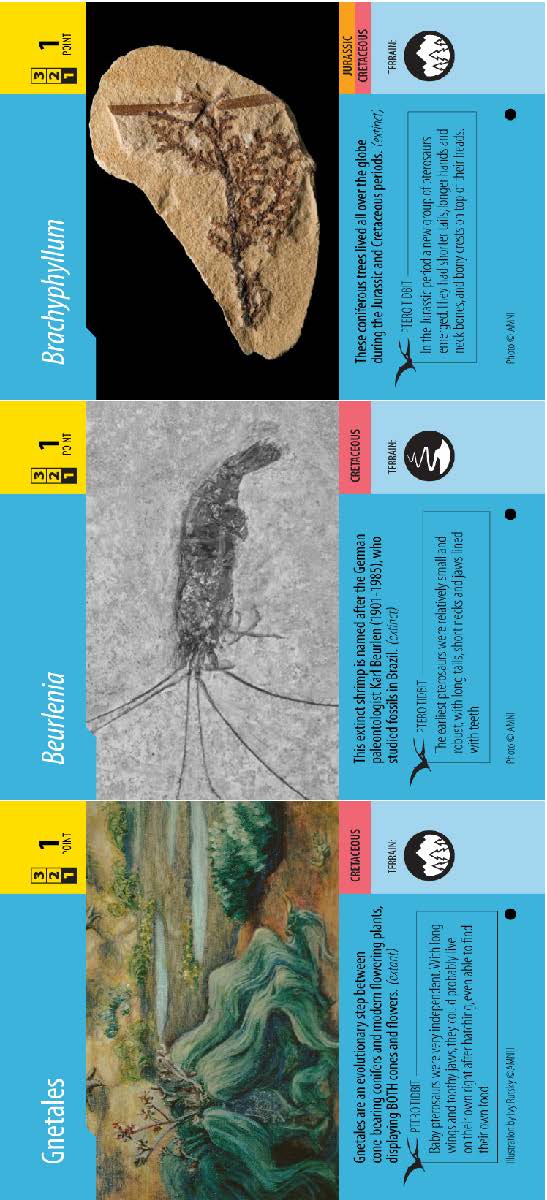 Brachyphyllum
3
2
1
1
POINT
JURASSIC
CRETACEOUS
TERRAIN:
These coniferous trees lived all over the globe
during the Jurassic and Cretaceous periods. (extinct)
PTEROTIDBIT
In the Jurassic period a new group of pterosaurs
emerged. They had shorter tails, longer hands and
neck bones, and bony crests on top of their heads.
Photo © AMNH
Beurlenia
3
2
1
1
POINT
CRETACEOUS
TERRAIN:
This extinct shrimp is named after the German
paleontologist Karl Beurlen (1901-1985), who
studied fossils in Brazil. (extinct)
PTEROTIDBIT
The earliest pterosaurs were relatively small and
robust, with long tails, short necks and jaws lined
with teeth
Photo © AMNH
Gnetales
3
2
1
1
POINT
CRETACEOUS
TERRAIN:
Gnetales are an evolutionary step between
cone bearing conifers and modern flowering plants,
displaying BOTH cones and flowers. (extant)
PTEROTIDBIT
Baby pterosaurs were very independent. With long
wings and toothy jaws, they could probably live
on their own right after hatching, even able to find
their own food
Illustration by Ivy Rutzky © AMNH